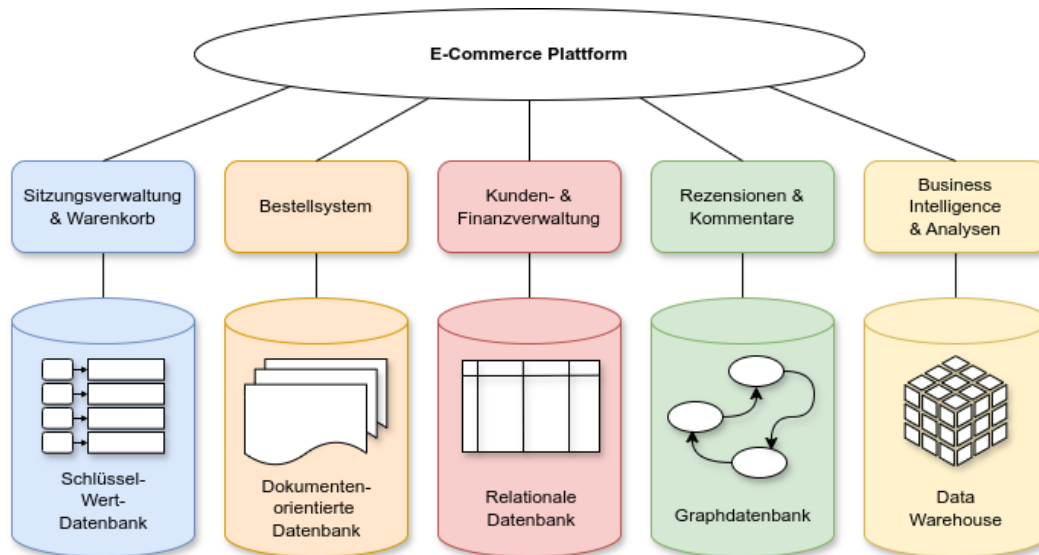 E-Commerce Plattform
Sitzungsverwaltung
& Warenkorb
Bestellsystem
Kunden- &
Finanzverwaltung
Rezensionen &
Kommentare
Business
Intelligence
& Analysen
Schlüssel-
Wert-
Datenbank
Dokumenten-
orientierte
Datenbank
Relationale
Datenbank
Graphdatenbank
Data
Warehouse